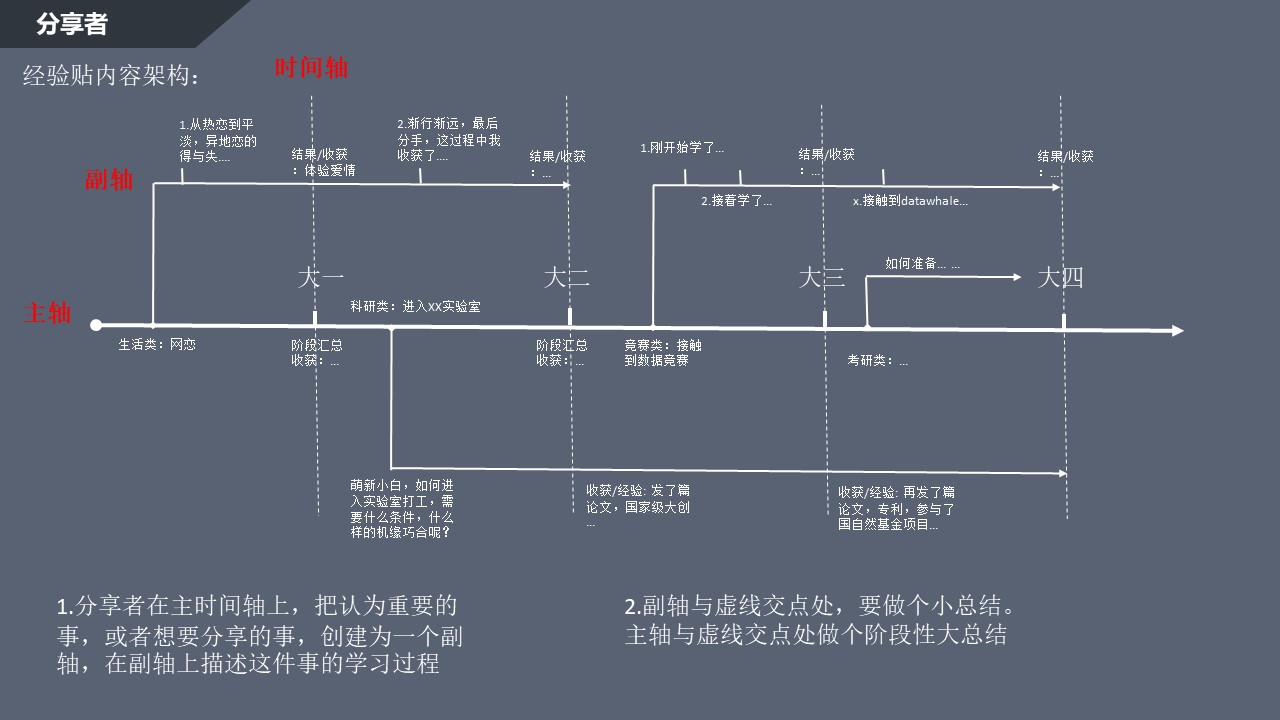 分享者
经验贴内容架构：
时间轴
1.从热恋到平
淡，异地恋的
得与失....
结果/收获
：体验爱情
2.渐行渐远，最后
分手，这过程中我
收获了....
结果/收获
：...
1.刚开始学了...
2.接着学了...
结果/收获
：...
x.接触到datawhale...
结果/收获
：...
副轴
大一
大二
大三
如何准备... ...
大四
主轴
科研类：进入XX实验室
生活类：网恋
阶段汇总
收获：...
阶段汇总
收获：...
竞赛类：接触
到数据竞赛
考研类：...
萌新小白，如何进
入实验室打工，需
要什么条件，什么
样的机缘巧合呢？
收获/经验: 发了篇
论文，国家级大创
...
收获/经验: 再发了篇
论文，专利，参与了
国自然基金项目...
1.分享者在主时间轴上，把认为重要的
事，或者想要分享的事，创建为一个副
轴，在副轴上描述这件事的学习过程
2.副轴与虚线交点处，要做个小总结。
主轴与虚线交点处做个阶段性大总结